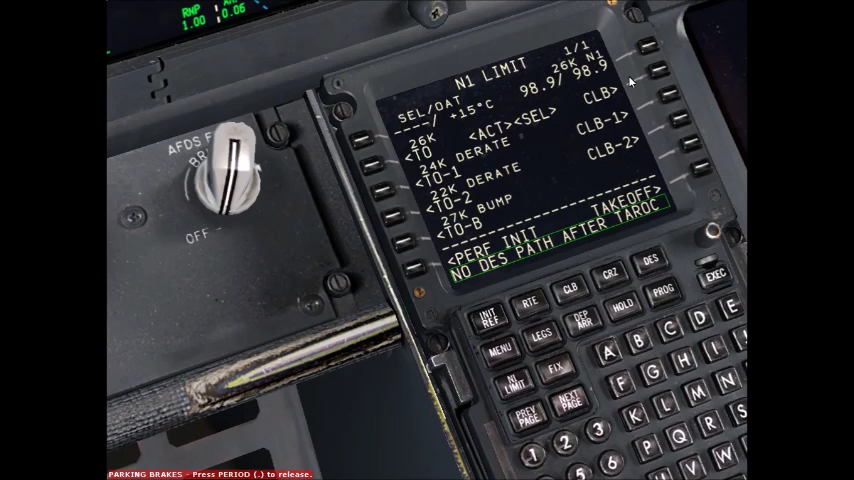 RNP
1.00
0.06
AFDS F
BR
OFF
N1 LIMIT 1/1
SEL/OAT 26K N1
----/ +15°C 98.9/ 98.9
26K
<TO <ACT><SEL> CLB>
24K DERATE
<TO-1 CLB-1>
22K DERATE
<TO-2 CLB-2>
27K BUMP
<TO-B
<PERF INIT TAKEOFF>
NO DES PATH AFTER TAROC
INIT REF RTE CLB CRZ DES
MENU LEGS DEP ARR HOLD PROG EXEC
N1 LIMIT FIX A B C D E
PREV PAGE NEXT PAGE F G H I
K L M N
1 2 3 P Q R S
5 6 U V W
PARKING BRAKES - Press PERIOD (.) to release.